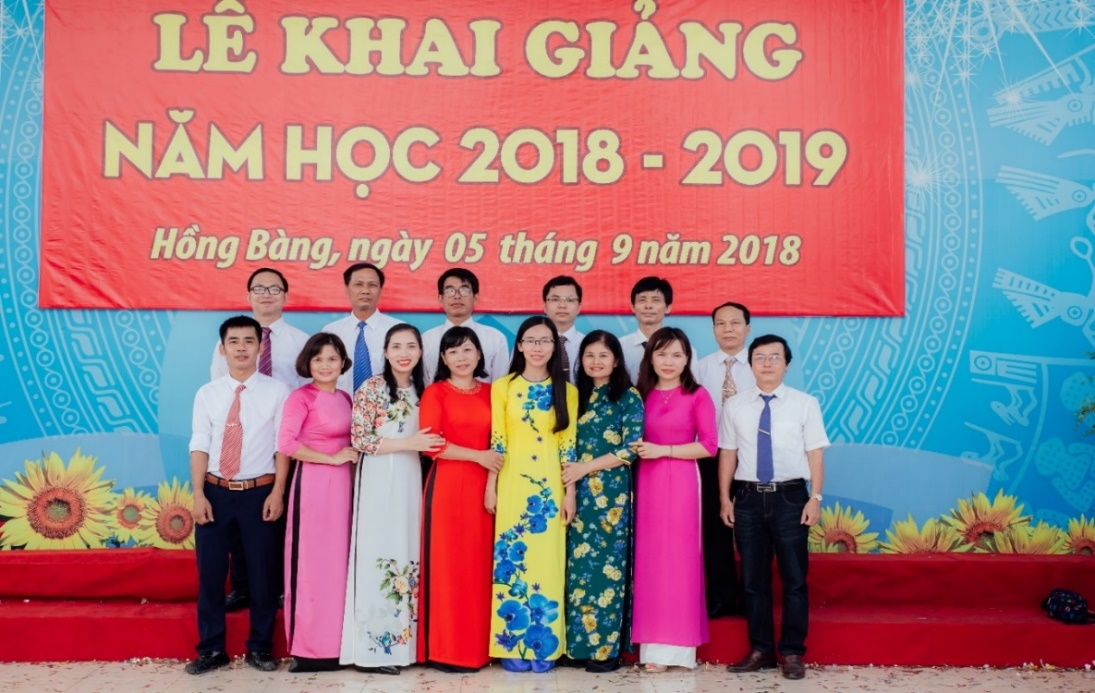 LỄ KHAI GIẢNG
NĂM HỌC 2018 - 2019
Hồng Bàng, ngày 05 tháng 9 năm 2018